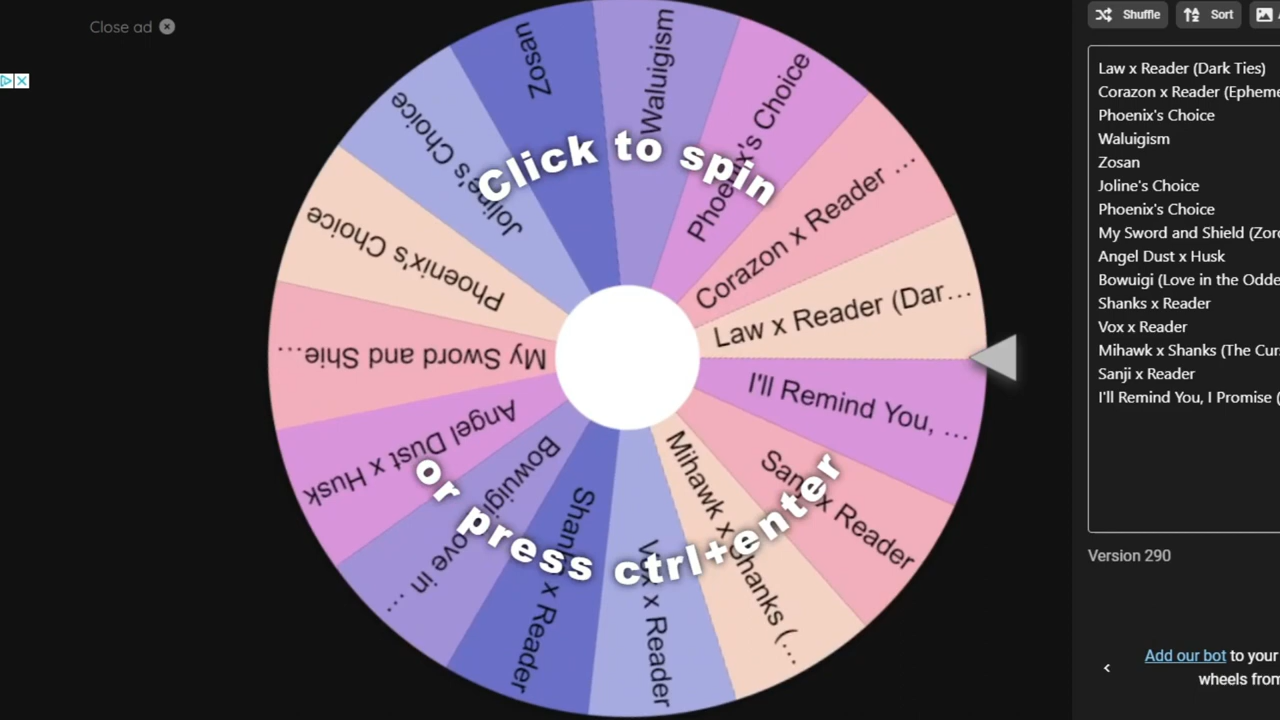 Close ad
Shuffle
Sort
Zosan
Waluigism
Phoenix's Choice
Corazon x Reader ...
Law x Reader (Dar...
I'll Remind You, ...
Sanji x Reader
Mihawk x Shanks (...
Vox x Reader
Shanks x Reader
Bowuigi (Love in ...
Angel Dust x Husk
My Sword and Shie...
Phoenix's Choice
Joline's Choice
Click to spin
or press ctrl+enter
Law x Reader (Dark Ties)
Corazon x Reader (Epheme
Phoenix's Choice
Waluigism
Zosan
Joline's Choice
Phoenix's Choice
My Sword and Shield (Zoro
Angel Dust x Husk
Bowuigi (Love in the Odde
Shanks x Reader
Vox x Reader
Mihawk x Shanks (The Cur
Sanji x Reader
I'll Remind You, I Promise (
Version 290
Add our bot to your
wheels from